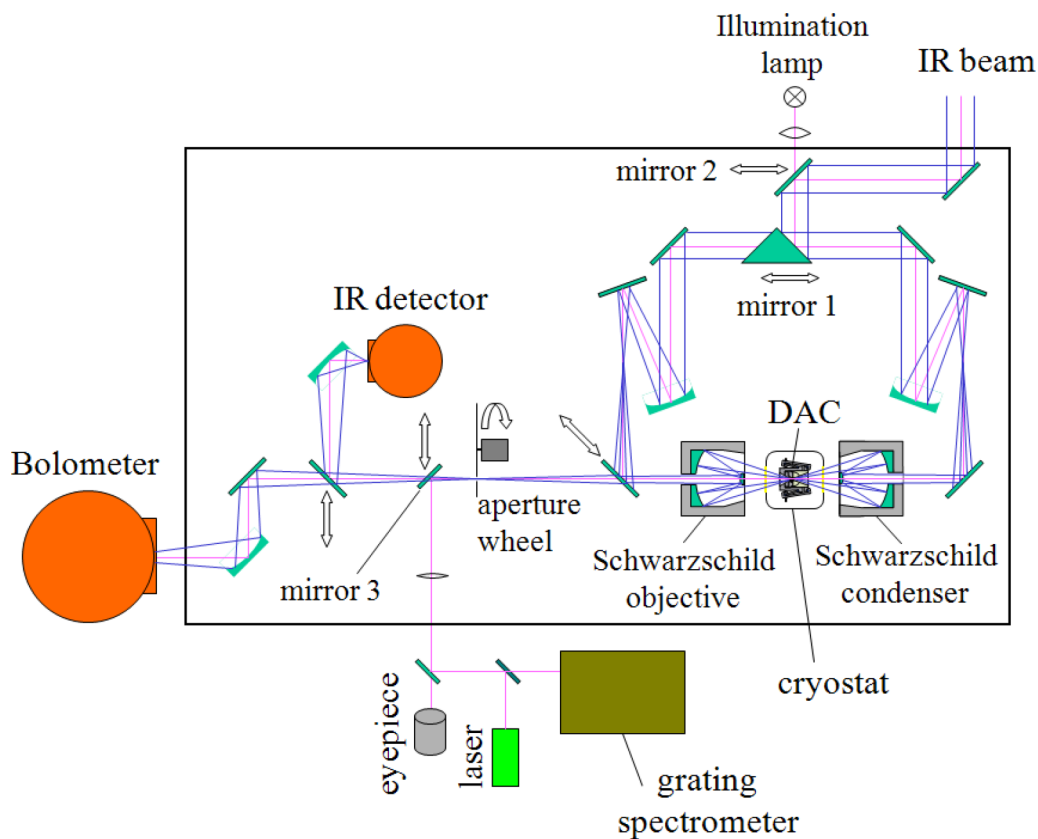 Illumination
lamp
IR beam
mirror 2
mirror 1
IR detector
DAC
Bolometer
aperture
wheel
mirror 3
Schwarzschild
objective
Schwarzschild
condenser
cryostat
eyepiece
laser
grating
spectrometer